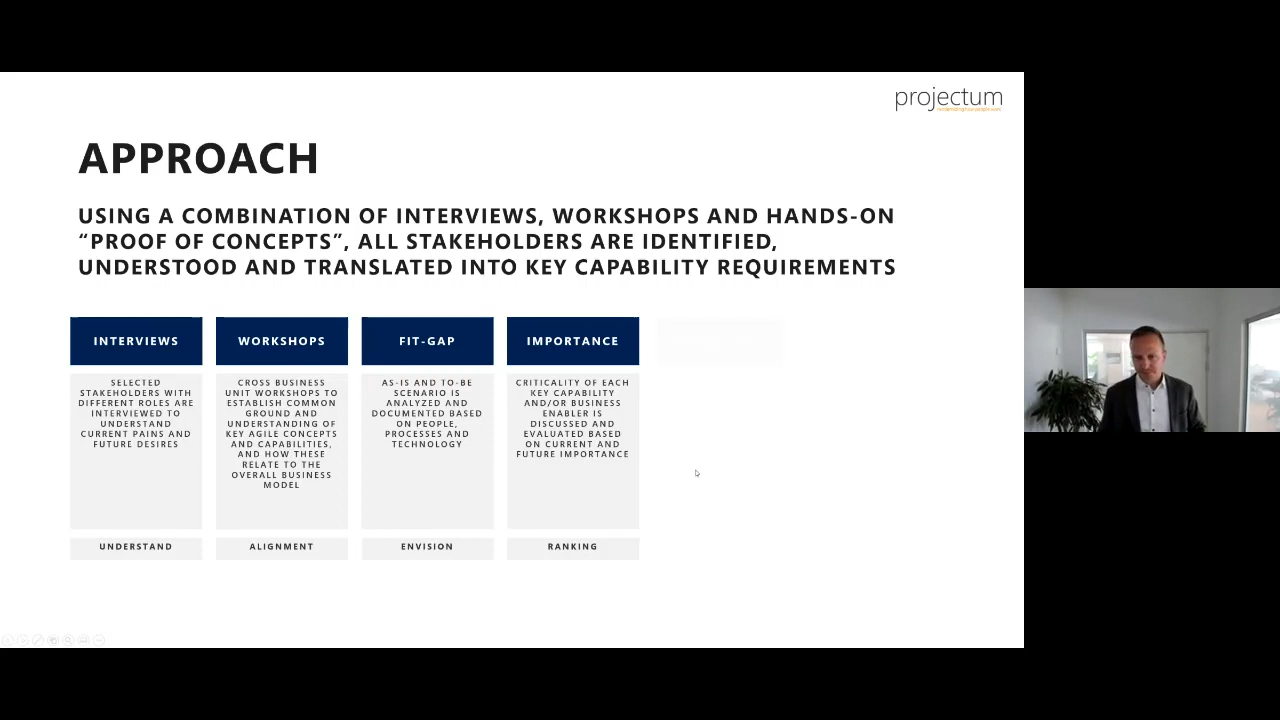 projectum
APPROACH
USING A COMBINATION OF INTERVIEWS, WORKSHOPS AND HANDS-ON
“PROOF OF CONCEPTS”, ALL STAKEHOLDERS ARE IDENTIFIED,
UNDERSTOOD AND TRANSLATED INTO KEY CAPABILITY REQUIREMENTS
INTERVIEWS
SELECTED
STAKEHOLDERS WITH
DIFFERENT ROLES ARE
INTERVIEWED TO
UNDERSTAND
CURRENT PAINS AND
FUTURE DESIRES
UNDERSTAND
WORKSHOPS
CROSS BUSINESS
UNIT WORKSHOPS TO
ESTABLISH COMMON
GROUND AND
UNDERSTANDING OF
KEY AGILE CONCEPTS
AND CAPABILITIES,
AND HOW THESE
RELATE TO THE
OVERALL BUSINESS
MODEL
ALIGNMENT
FIT-GAP
AS-IS AND TO-BE
SCENARIO IS
ANALYZED AND
DOCUMENTED BASED
ON PEOPLE,
PROCESSES AND
TECHNOLOGY
ENVISION
IMPORTANCE
CRITICALITY OF EACH
KEY CAPABILITY
AND/OR BUSINESS
ENABLER IS
DISCUSSED AND
EVALUATED BASED
ON CURRENT AND
FUTURE IMPORTANCE
RANKING